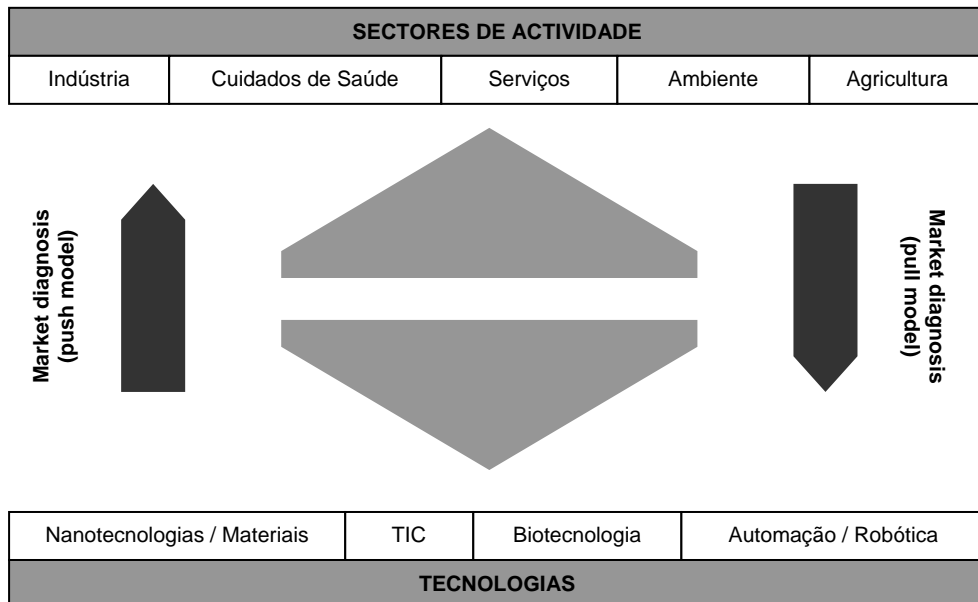 SECTORES DE ACTIVIDADE
Indústria
Cuidados de Saúde
Serviços
Ambiente
Agricultura
Market diagnosis
(push model)
Market diagnosis
(pull model)
Nanotecnologias / Materiais
TIC
Biotecnologia
Automação / Robótica
TECNOLOGIAS